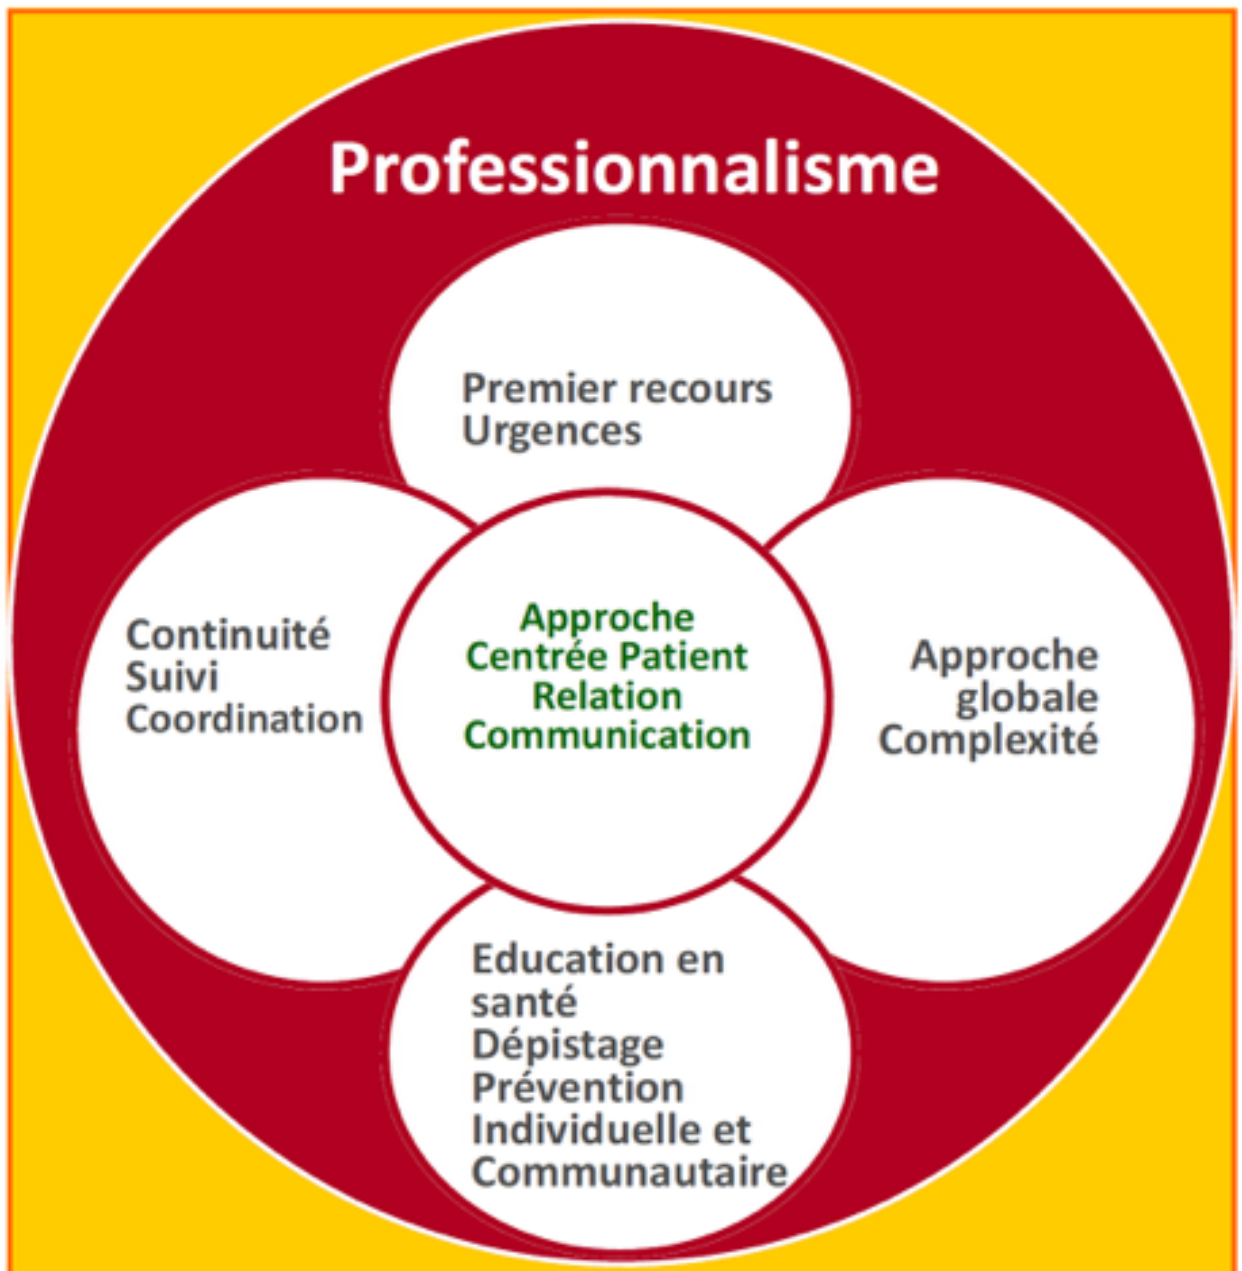 Professionnalisme
Premier recours
Urgences
Continuité
Suivi
Coordination
Approche
Centrée Patient
Relation
Communication
Approche
globale
Complexité
Education en
santé
Dépistage
Prévention
Individuelle et
Communautaire